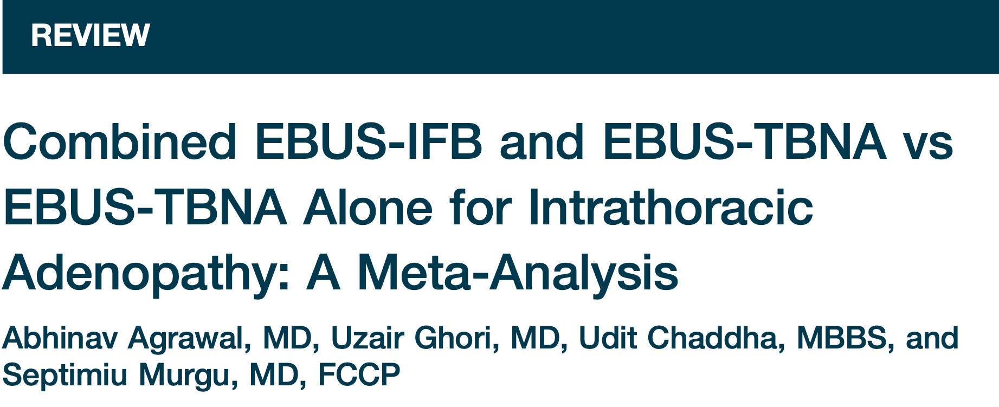 REVIEW
Combined EBUS-IFB and EBUS-TBNA vs
EBUS-TBNA Alone for Intrathoracic
Adenopathy: A Meta-Analysis
Abhinav Agrawal, MD, Uzair Ghori, MD, Udit Chaddha, MBBS, and
Septimiu Murgu, MD, FCCP